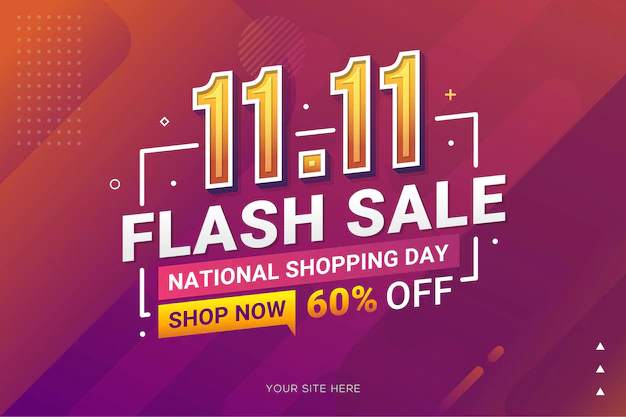 11.11
FLASH SALE
NATIONAL SHOPPING DAY
SHOP NOW 60% OFF
YOUR SITE HERE